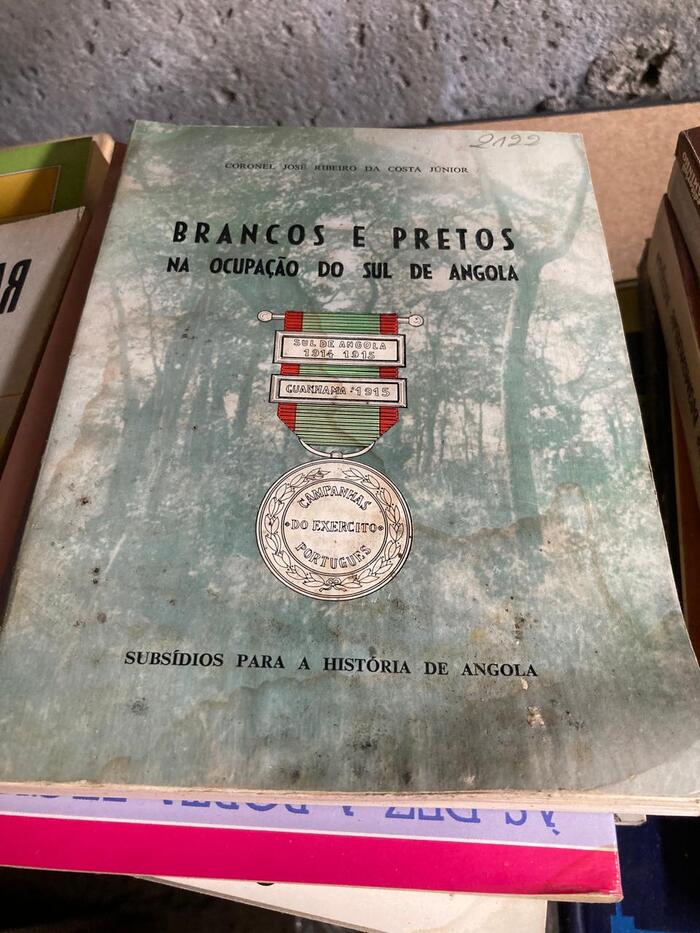 2122
CORONEL JOSÉ RIBEIRO DA COSTA JÚNIOR
BRANCOS E PRETOS
NA OCUPAÇÃO DO SUL DE ANGOLA
SUL DE ANGOLA
1914 1915
CUANHAMA 1915
CAMPANHAS
DO EXERCITO
PORTUGUES
SUBSÍDIOS PARA A HISTÓRIA DE ANGOLA